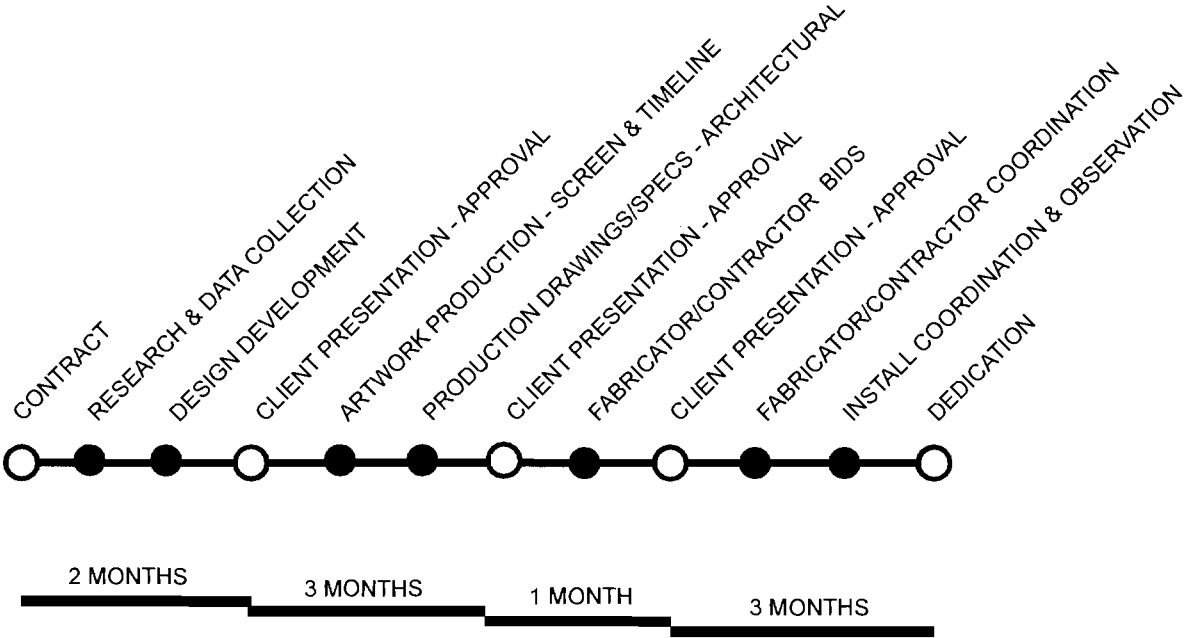 CONTRACT
RESEARCH & DATA COLLECTION
DESIGN DEVELOPMENT
CLIENT PRESENTATION - APPROVAL
ARTWORK PRODUCTION - SCREEN & TIMELINE
PRODUCTION DRAWINGS/SPECS - ARCHITECTURAL
CLIENT PRESENTATION - APPROVAL
FABRICATOR/CONTRACTOR BIDS
CLIENT PRESENTATION - APPROVAL
FABRICATOR/CONTRACTOR COORDINATION
INSTALL COORDINATION & OBSERVATION
DEDICATION
2 MONTHS
3 MONTHS
1 MONTH
3 MONTHS